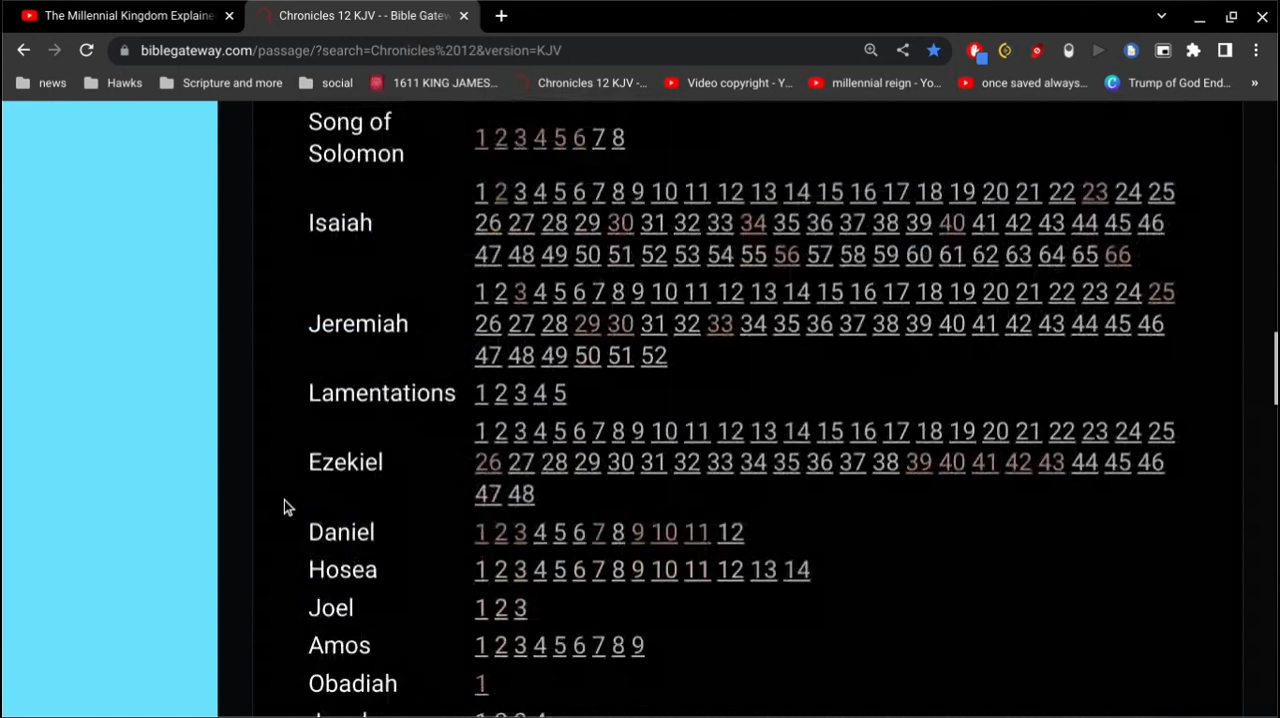 The Millennial Kingdom Explaine
Chronicles 12 KJV - - Bible Gatew
biblegateway.com/passage/?search=Chronicles%2012&version=KJV
news Hawks Scripture and more social 1611 KING JAMES... Chronicles 12 KJV -... Video copyright - Y... millennial reign - Yo... once saved always... Trump of God End... »
Song of
Solomon
1 2 3 4 5 6 7 8
Isaiah
1 2 3 4 5 6 7 8 9 10 11 12 13 14 15 16 17 18 19 20 21 22 23 24 25
26 27 28 29 30 31 32 33 34 35 36 37 38 39 40 41 42 43 44 45 46
47 48 49 50 51 52 53 54 55 56 57 58 59 60 61 62 63 64 65 66
Jeremiah
1 2 3 4 5 6 7 8 9 10 11 12 13 14 15 16 17 18 19 20 21 22 23 24 25
26 27 28 29 30 31 32 33 34 35 36 37 38 39 40 41 42 43 44 45 46
47 48 49 50 51 52
Lamentations 1 2 3 4 5
Ezekiel
1 2 3 4 5 6 7 8 9 10 11 12 13 14 15 16 17 18 19 20 21 22 23 24 25
26 27 28 29 30 31 32 33 34 35 36 37 38 39 40 41 42 43 44 45 46
47 48
Daniel 1 2 3 4 5 6 7 8 9 10 11 12
Hosea 1 2 3 4 5 6 7 8 9 10 11 12 13 14
Joel 1 2 3
Amos 1 2 3 4 5 6 7 8 9
Obadiah 1